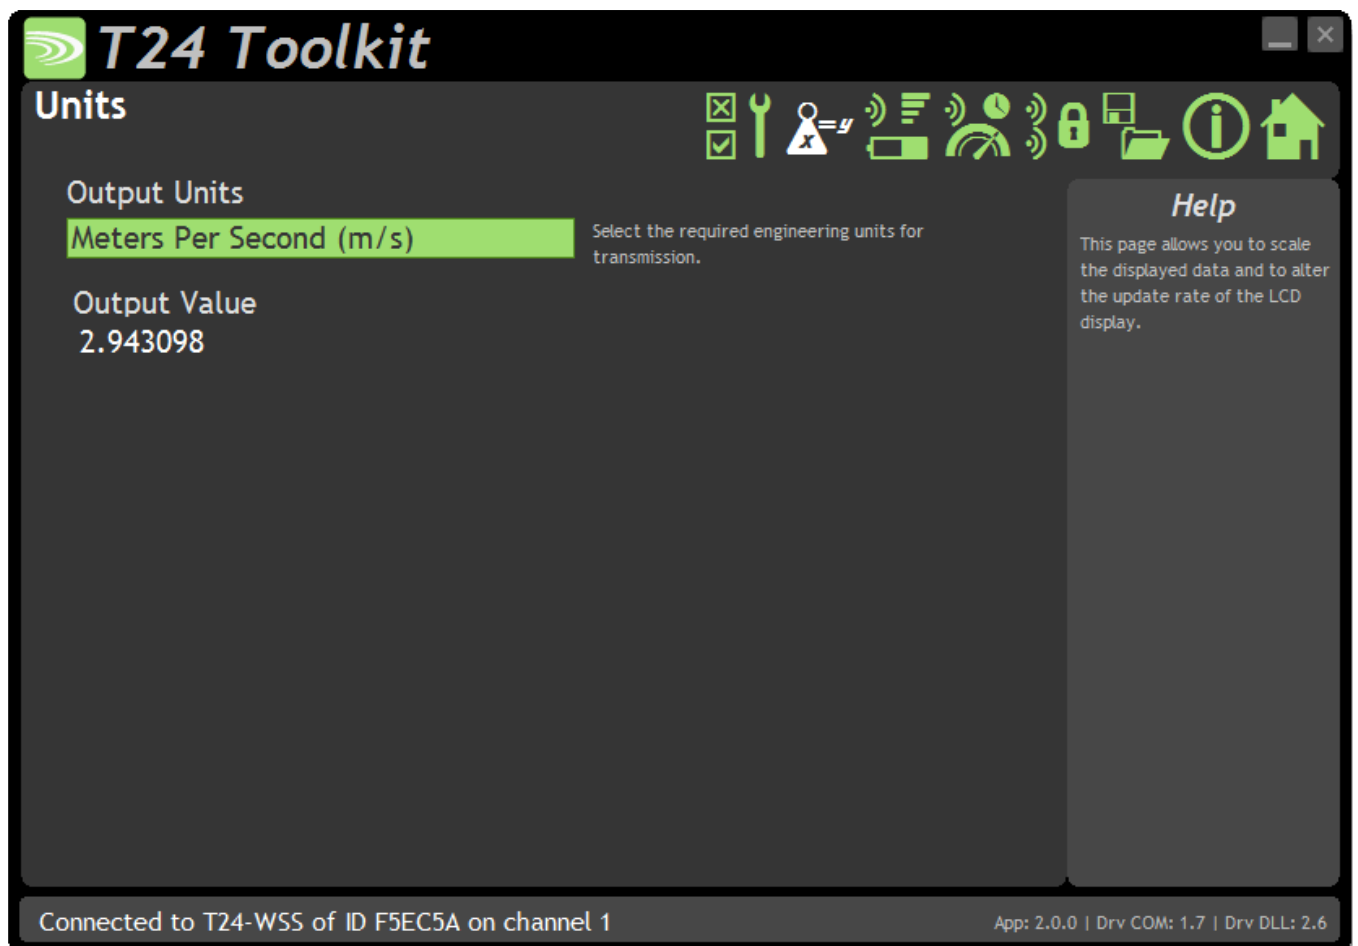 T24 Toolkit
Units
x=y
Output Units
Meters Per Second (m/s)
Select the required engineering units for
transmission.
Output Value
2.943098
Help
This page allows you to scale
the displayed data and to alter
the update rate of the LCD
display.
Connected to T24-WSS of ID F5EC5A on channel 1
App: 2.0.0 | Drv COM: 1.7 | Drv DLL: 2.6